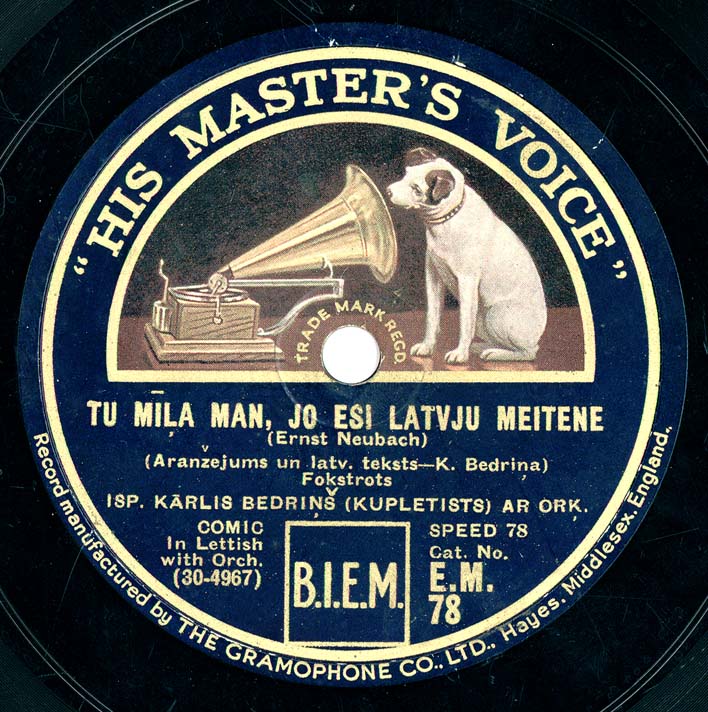 “HIS MASTER'S VOICE”
TRADE MARK REGD.
TU MĪĻA MAN, JO ESI LATVJU MEITENE
(Ernst Neubach)
(Aranžejums un latv. teksts—K. Bedriņa)
Fokstrots
ISP. KĀRLIS BEDRIŅŠ (KUPLETISTS) AR ORĶ.
COMIC
In Lettish
with Orch.
(30-4967)
B.I.E.M.
SPEED 78
Cat. No.
E.M.
78
Record manufactured by THE GRAMOPHONE CO., LTD., Hayes, Middlesex, England.